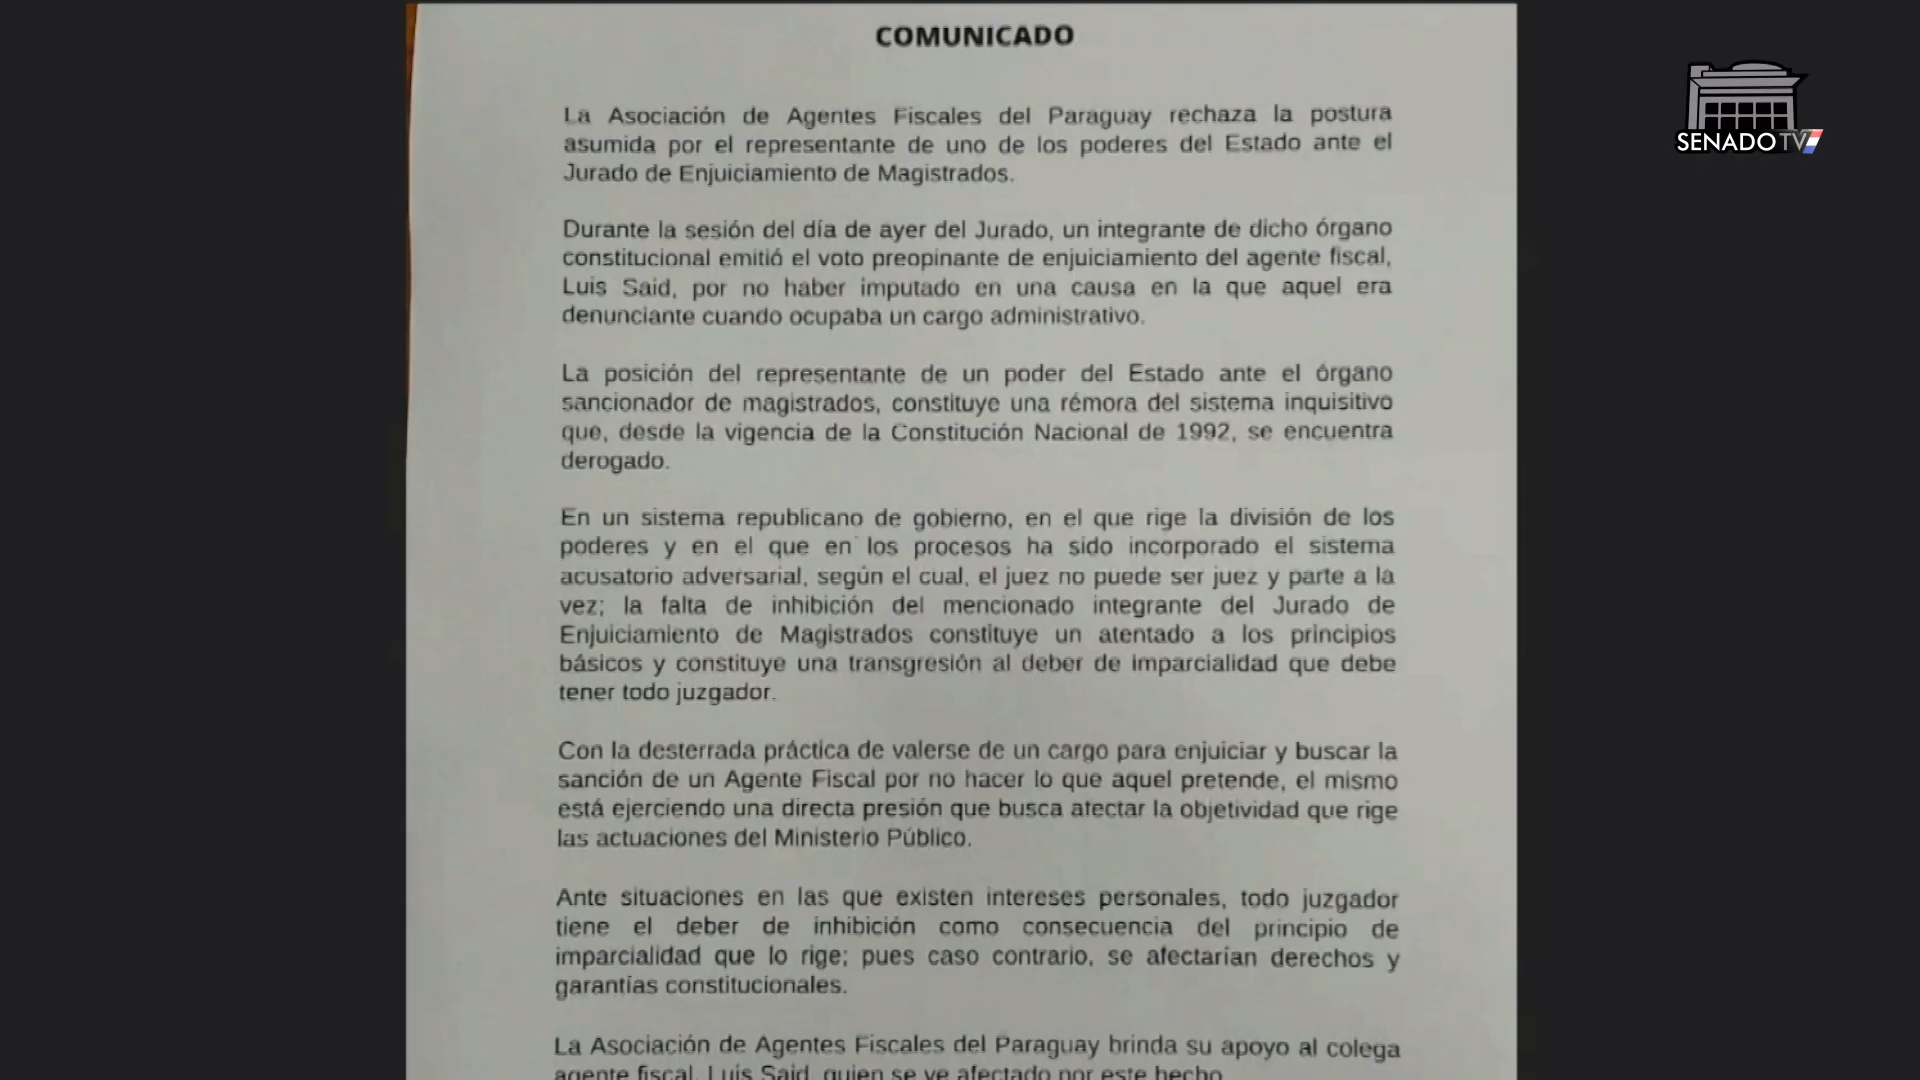 COMUNICADO
SENADO TV
La Asociación de Agentes Fiscales del Paraguay rechaza la postura
asumida por el representante de uno de los poderes del Estado ante el
Jurado de Enjuiciamiento de Magistrados.
Durante la sesión del día de ayer del Jurado, un integrante de dicho órgano
constitucional emitió el voto preopinante de enjuiciamiento del agente fiscal,
Luis Said, por no haber imputado en una causa en la que aquel era
denunciante cuando ocupaba un cargo administrativo.
La posición del representante de un poder del Estado ante el órgano
sancionador de magistrados, constituye una rémora del sistema inquisitivo
que, desde la vigencia de la Constitución Nacional de 1992, se encuentra
derogado.
En un sistema republicano de gobierno, en el que rige la división de los
poderes y en el que en los procesos ha sido incorporado el sistema
acusatorio adversarial, según el cual, el juez no puede ser juez y parte a la
vez; la falta de inhibición del mencionado integrante del Jurado de
Enjuiciamiento de Magistrados constituye un atentado a los principios
básicos y constituye una transgresión al deber de imparcialidad que debe
tener todo juzgador.
Con la desterrada práctica de valerse de un cargo para enjuiciar y buscar la
sanción de un Agente Fiscal por no hacer lo que aquel pretende, el mismo
está ejerciendo una directa presión que busca afectar la objetividad que rige
las actuaciones del Ministerio Público.
Ante situaciones en las que existen intereses personales, todo juzgador
tiene el deber de inhibición como consecuencia del principio de
imparcialidad que lo rige; pues caso contrario, se afectarían derechos y
garantías constitucionales.
La Asociación de Agentes Fiscales del Paraguay brinda su apoyo al colega
agente fiscal, Luis Said, quien se ve afectado por este hecho.